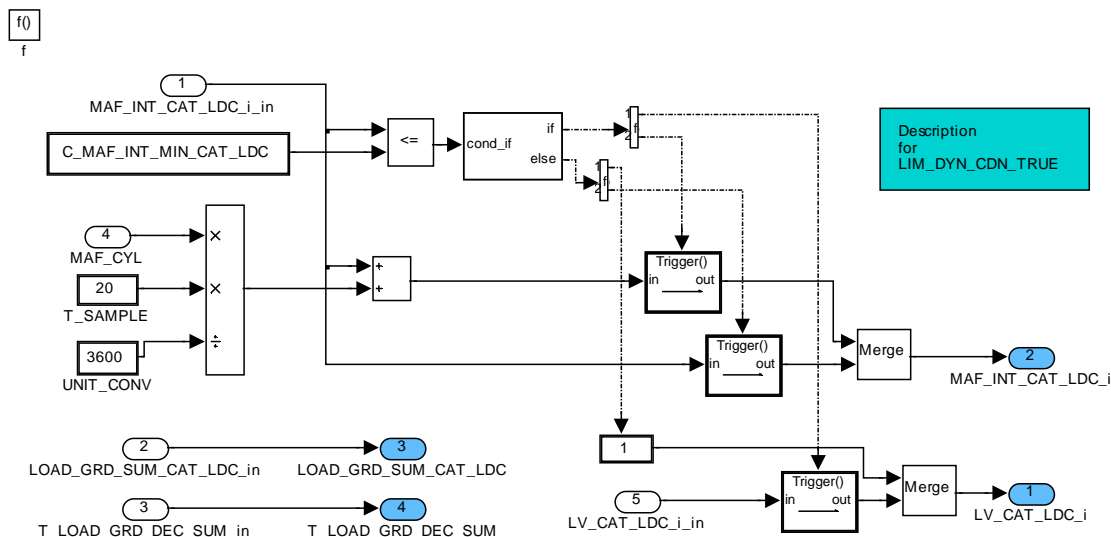 f()
f
1
MAF_INT_CAT_LDC_i_in
C_MAF_INT_MIN_CAT_LDC
<=
cond_if
if
else
1
2
f
1
2
f
Description
for
LIM_DYN_CDN_TRUE
4
MAF_CYL
20
T_SAMPLE
3600
UNIT_CONV
×
×
÷
+
+
Trigger()
in
out
Trigger()
in
out
Merge
2
MAF_INT_CAT_LDC_i
2
LOAD_GRD_SUM_CAT_LDC_in
3
LOAD_GRD_SUM_CAT_LDC
3
T_LOAD_GRD_DEC_SUM_in
4
T_LOAD_GRD_DEC_SUM
1
5
LV_CAT_LDC_i_in
Trigger()
in
out
Merge
1
LV_CAT_LDC_i